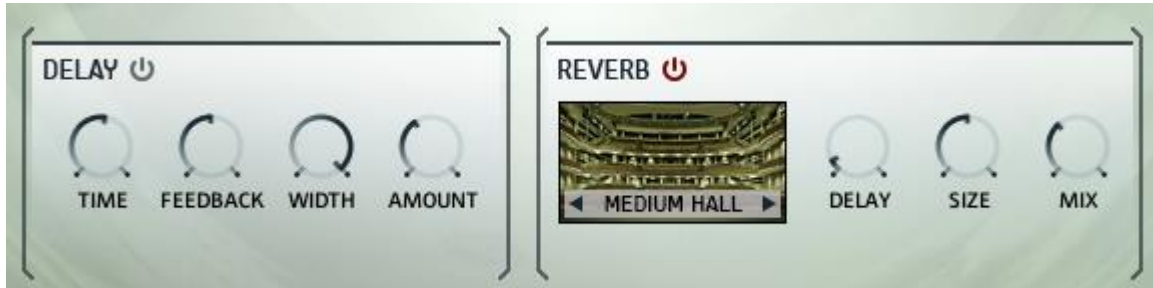 DELAY
TIME FEEDBACK WIDTH AMOUNT
REVERB
MEDIUM HALL
DELAY SIZE MIX